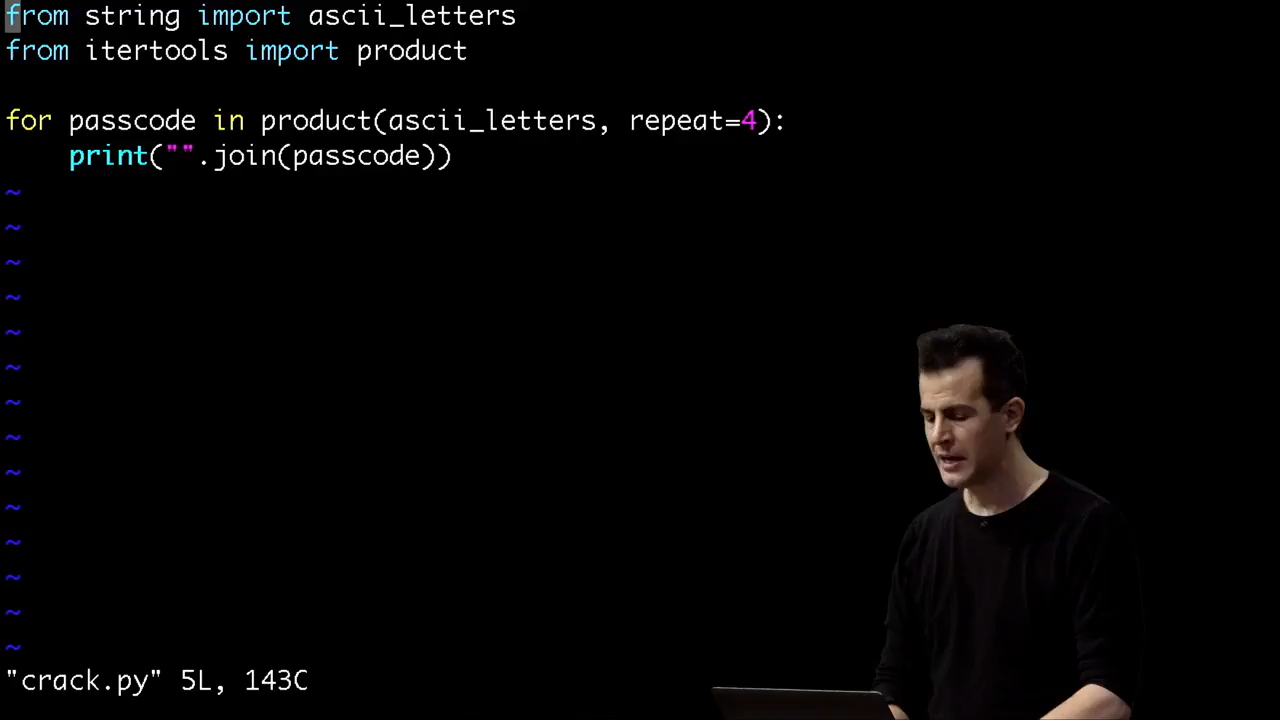 from string import ascii_letters
from itertools import product
for passcode in product(ascii_letters, repeat=4):
    print("".join(passcode))
~
~
~
~
~
~
~
~
~
~
~
~
~
~
"crack.py" 5L, 143C